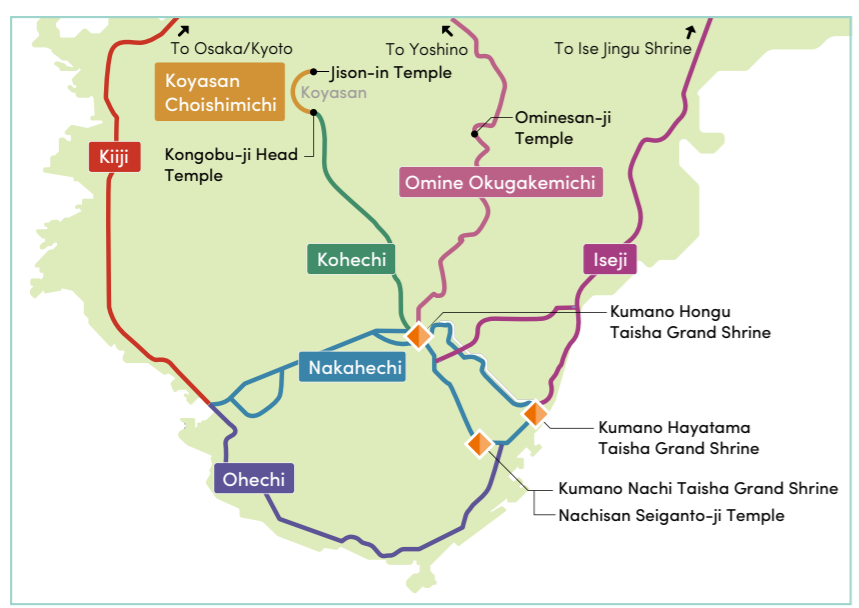 To Osaka/Kyoto
To Yoshino
To Ise Jingu Shrine
Koyasan
Choishimichi
Jison-in Temple
Koyasan
Ominesan-ji
Temple
Kiiji
Kongobu-ji Head
Temple
Omine Okugakemichi
Kohechi
Iseji
Kumano Hongu
Taisha Grand Shrine
Nakahechi
Kumano Hayatama
Taisha Grand Shrine
Ohechi
Kumano Nachi Taisha Grand Shrine
Nachisan Seiganto-ji Temple